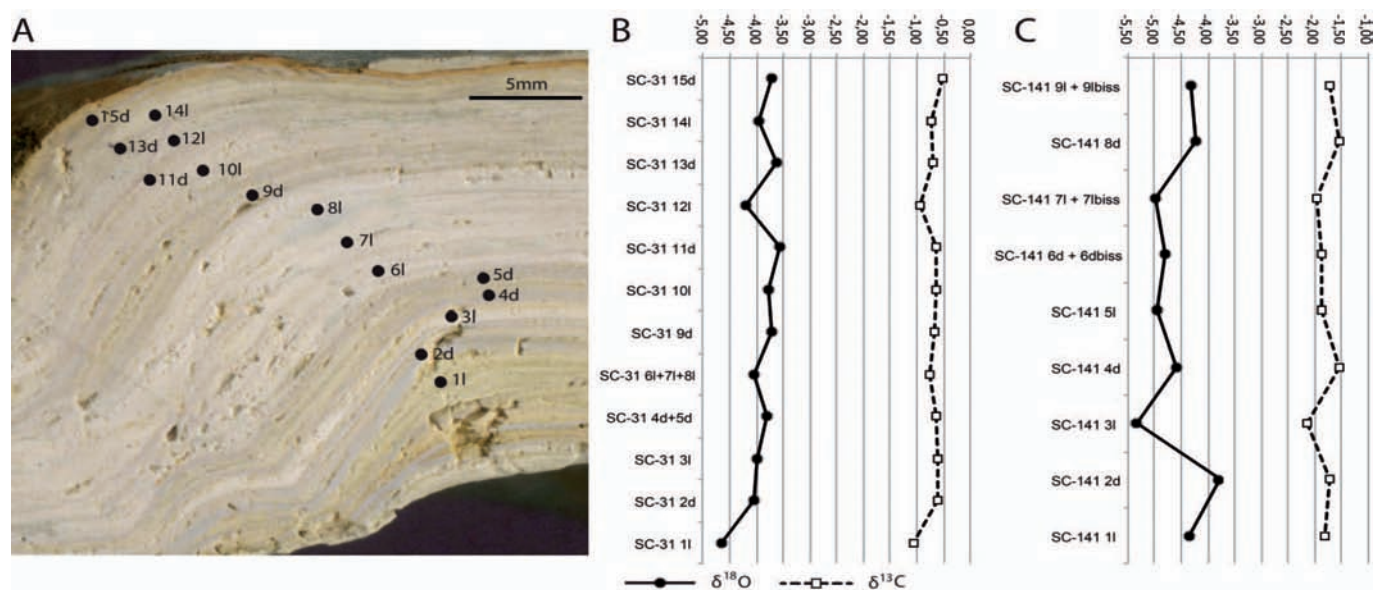 A
5mm
15d
14l
13d
12l
11d
10l
9d
8l
7l
6l
5d
4d
3l
2d
1l
B
-5,00 -4,50 -4,00 -3,50 -3,00 -2,50 -2,00 -1,50 -1,00 -0,50 0,00
SC-31 15d
SC-31 14l
SC-31 13d
SC-31 12l
SC-31 11d
SC-31 10l
SC-31 9d
SC-31 6l+7l+8l
SC-31 4d+5d
SC-31 3l
SC-31 2d
SC-31 1l
δ¹⁸O δ¹³C
C
-5,50 -5,00 -4,50 -4,00 -3,50 -3,00 -2,50 -2,00 -1,50 -1,00
SC-141 9l + 9lbiss
SC-141 8d
SC-141 7l + 7lbiss
SC-141 6d + 6dbiss
SC-141 5l
SC-141 4d
SC-141 3l
SC-141 2d
SC-141 1l